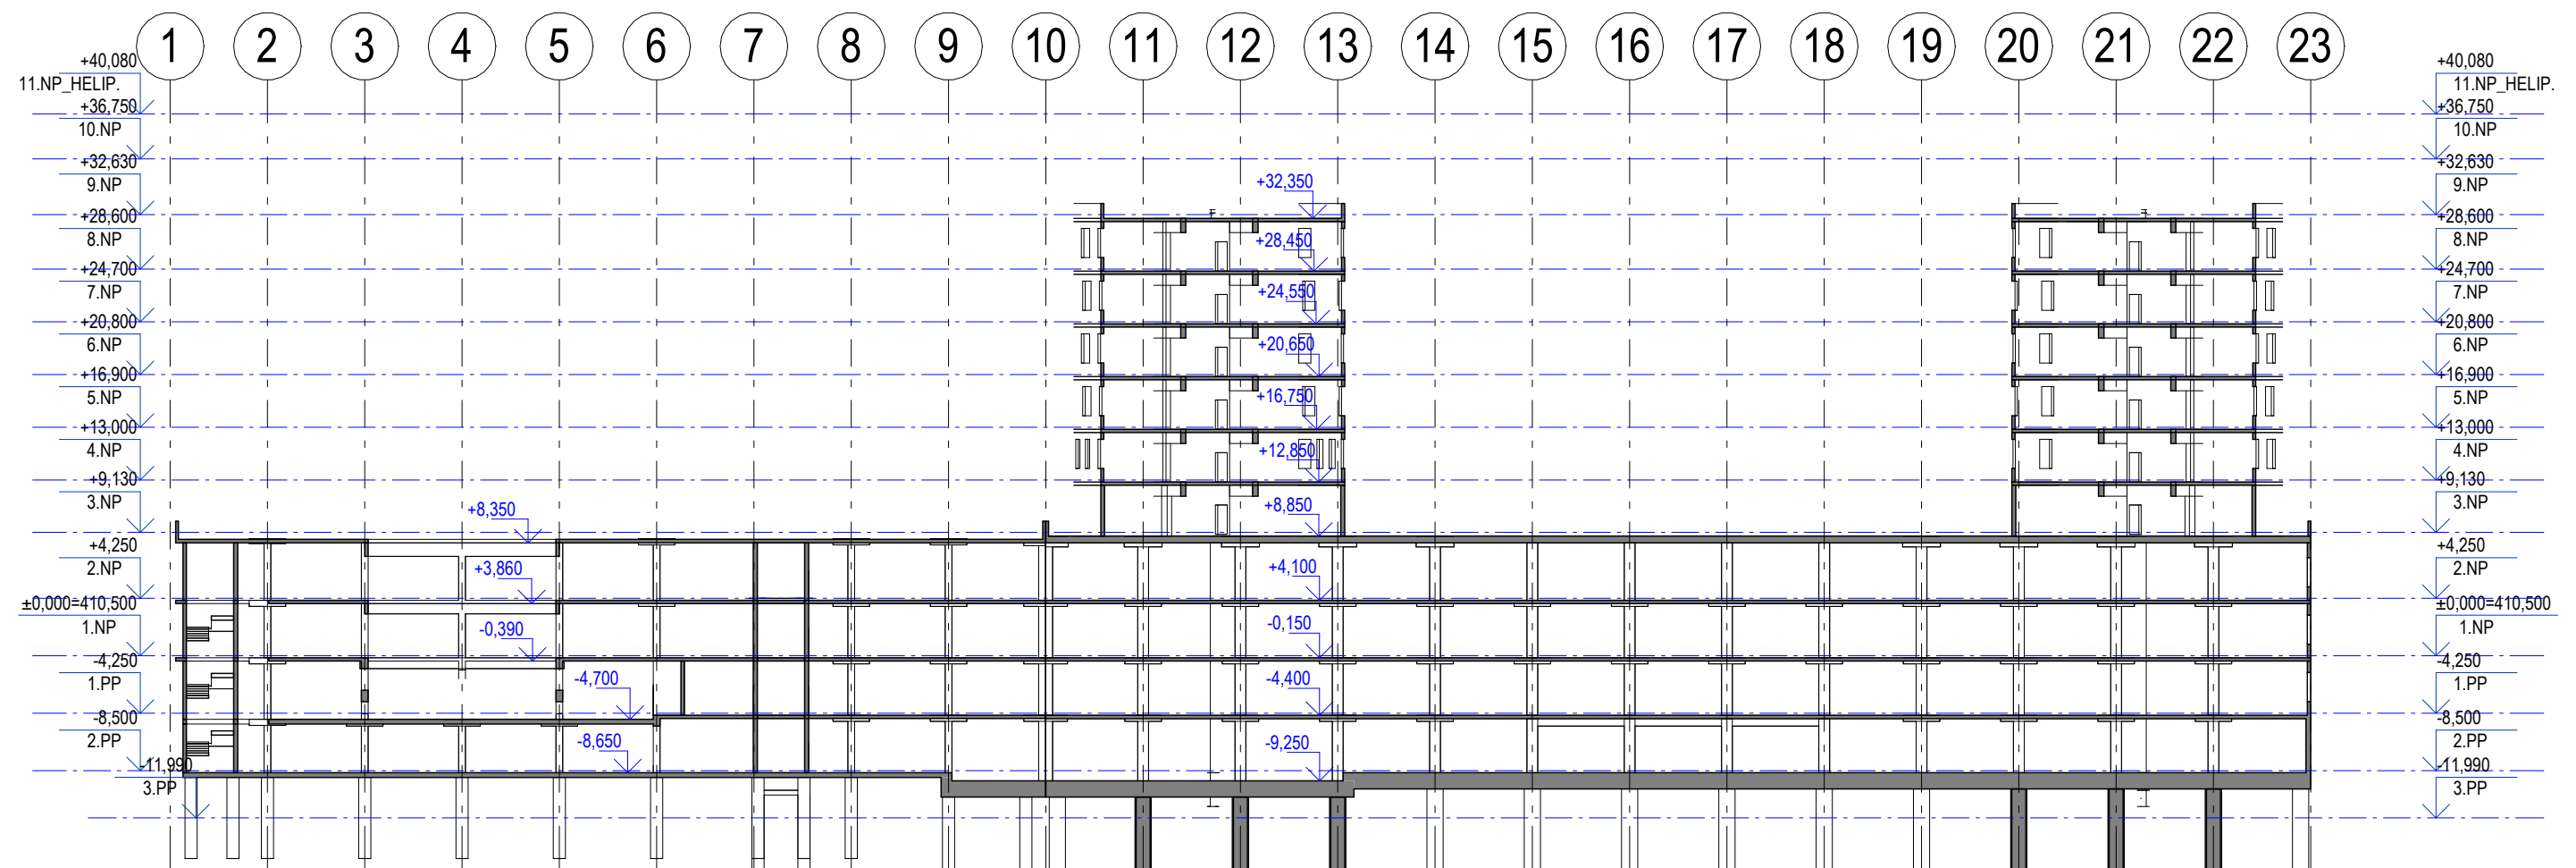 1 2 3 4 5 6 7 8 9 10 11 12 13 14 15 16 17 18 19 20 21 22 23
+40,080
11.NP_HELIP.
+36,750
10.NP
+32,630
9.NP
+28,600
8.NP
+24,700
7.NP
+20,800
6.NP
+16,900
5.NP
+13,000
4.NP
+9,130
3.NP
+4,250
2.NP
±0,000=410,500
1.NP
-4,250
1.PP
-8,500
2.PP
-11,990
3.PP
+8,350
+3,860
-0,390
-4,700
-8,650
+32,350
+28,450
+24,550
+20,650
+16,750
+12,850
+8,850
+4,100
-0,150
-4,400
-9,250
+40,080
11.NP_HELIP.
+36,750
10.NP
+32,630
9.NP
+28,600
8.NP
+24,700
7.NP
+20,800
6.NP
+16,900
5.NP
+13,000
4.NP
+9,130
3.NP
+4,250
2.NP
±0,000=410,500
1.NP
-4,250
1.PP
-8,500
2.PP
-11,990
3.PP